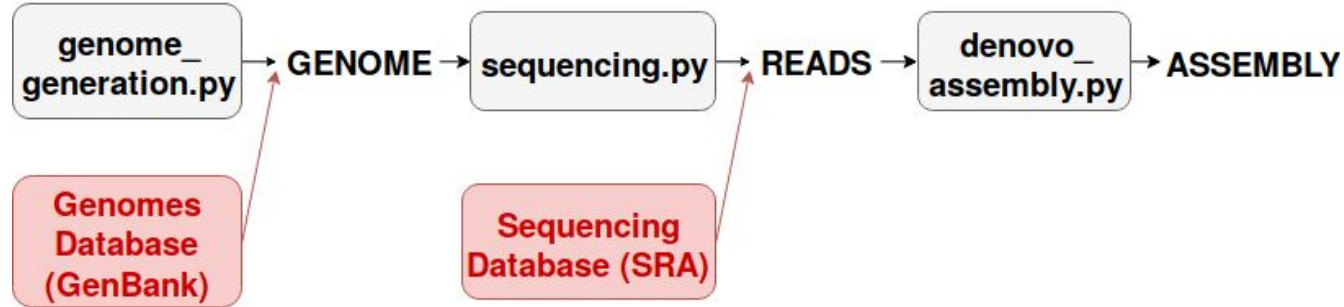 genome_
generation.py
GENOME
sequencing.py
READS
denovo_
assembly.py
ASSEMBLY
Genomes
Database
(GenBank)
Sequencing
Database (SRA)